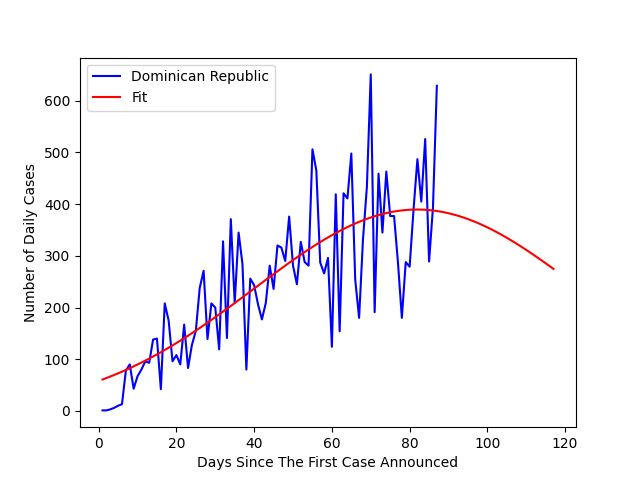 Dominican Republic
Fit
600
500
400
300
200
100
0
Number of Daily Cases
0 20 40 60 80 100 120
Days Since The First Case Announced